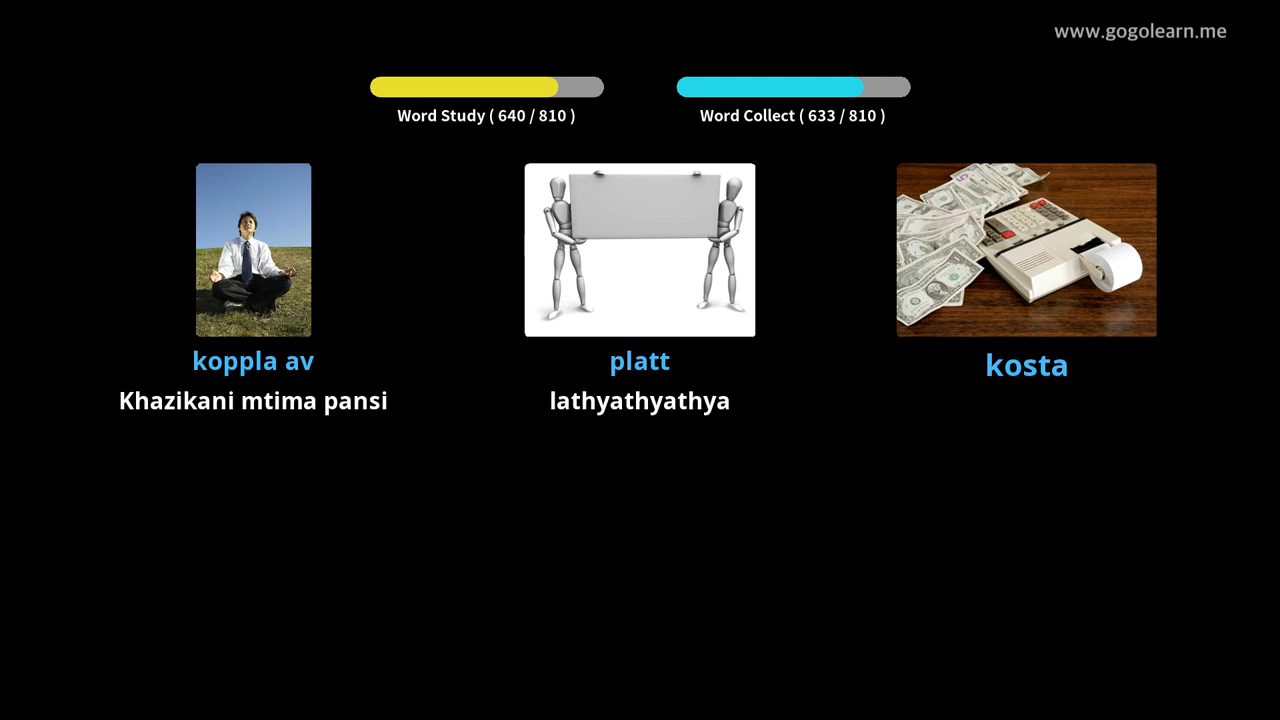 www.gogolearn.me
Word Study ( 640 / 810 )
Word Collect ( 633 / 810 )
koppla av
Khazikani mtima pansi
platt
lathyathyathya
kosta